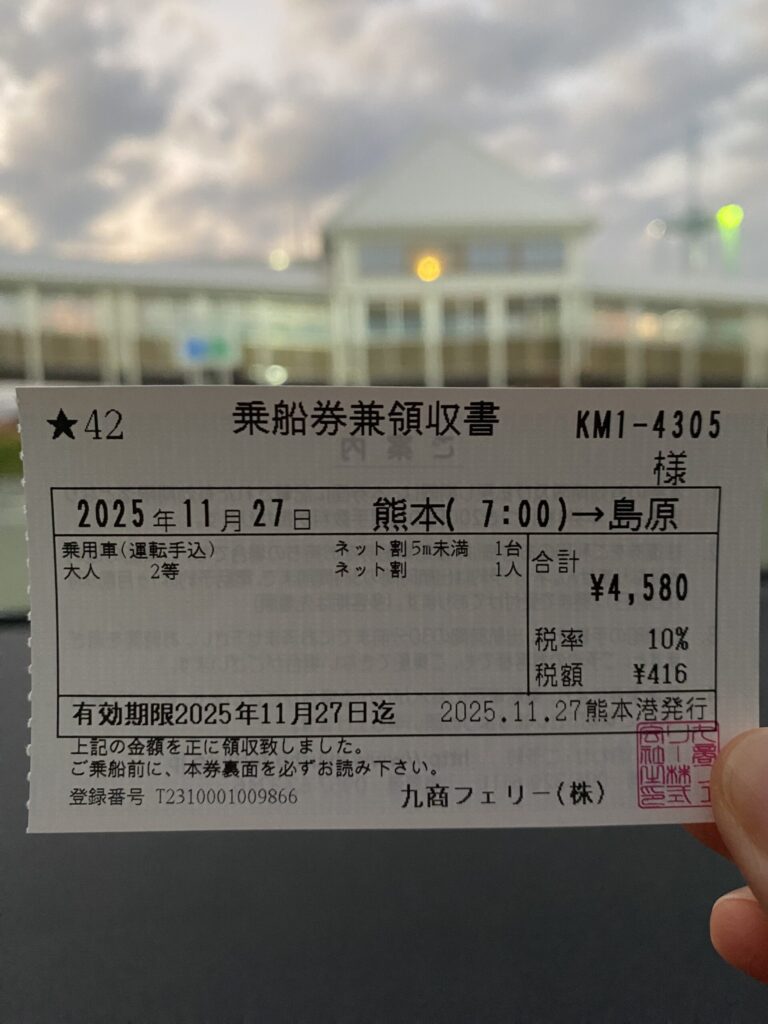 ★42 乗船券兼領収書 KM1-4305
様
2025年11月27日 熊本( 7:00)→島原
乗用車(運転手込) ネット割5m未満 1台
大人 2等 ネット割 1人
合計
¥4,580
税率 10%
税額 ¥416
有効期限2025年11月27日迄 2025.11.27熊本港発行
上記の金額を正に領収致しました。
ご乗船前に、本券裏面を必ずお読み下さい。
登録番号 T2310001009866 九商フェリー(株)